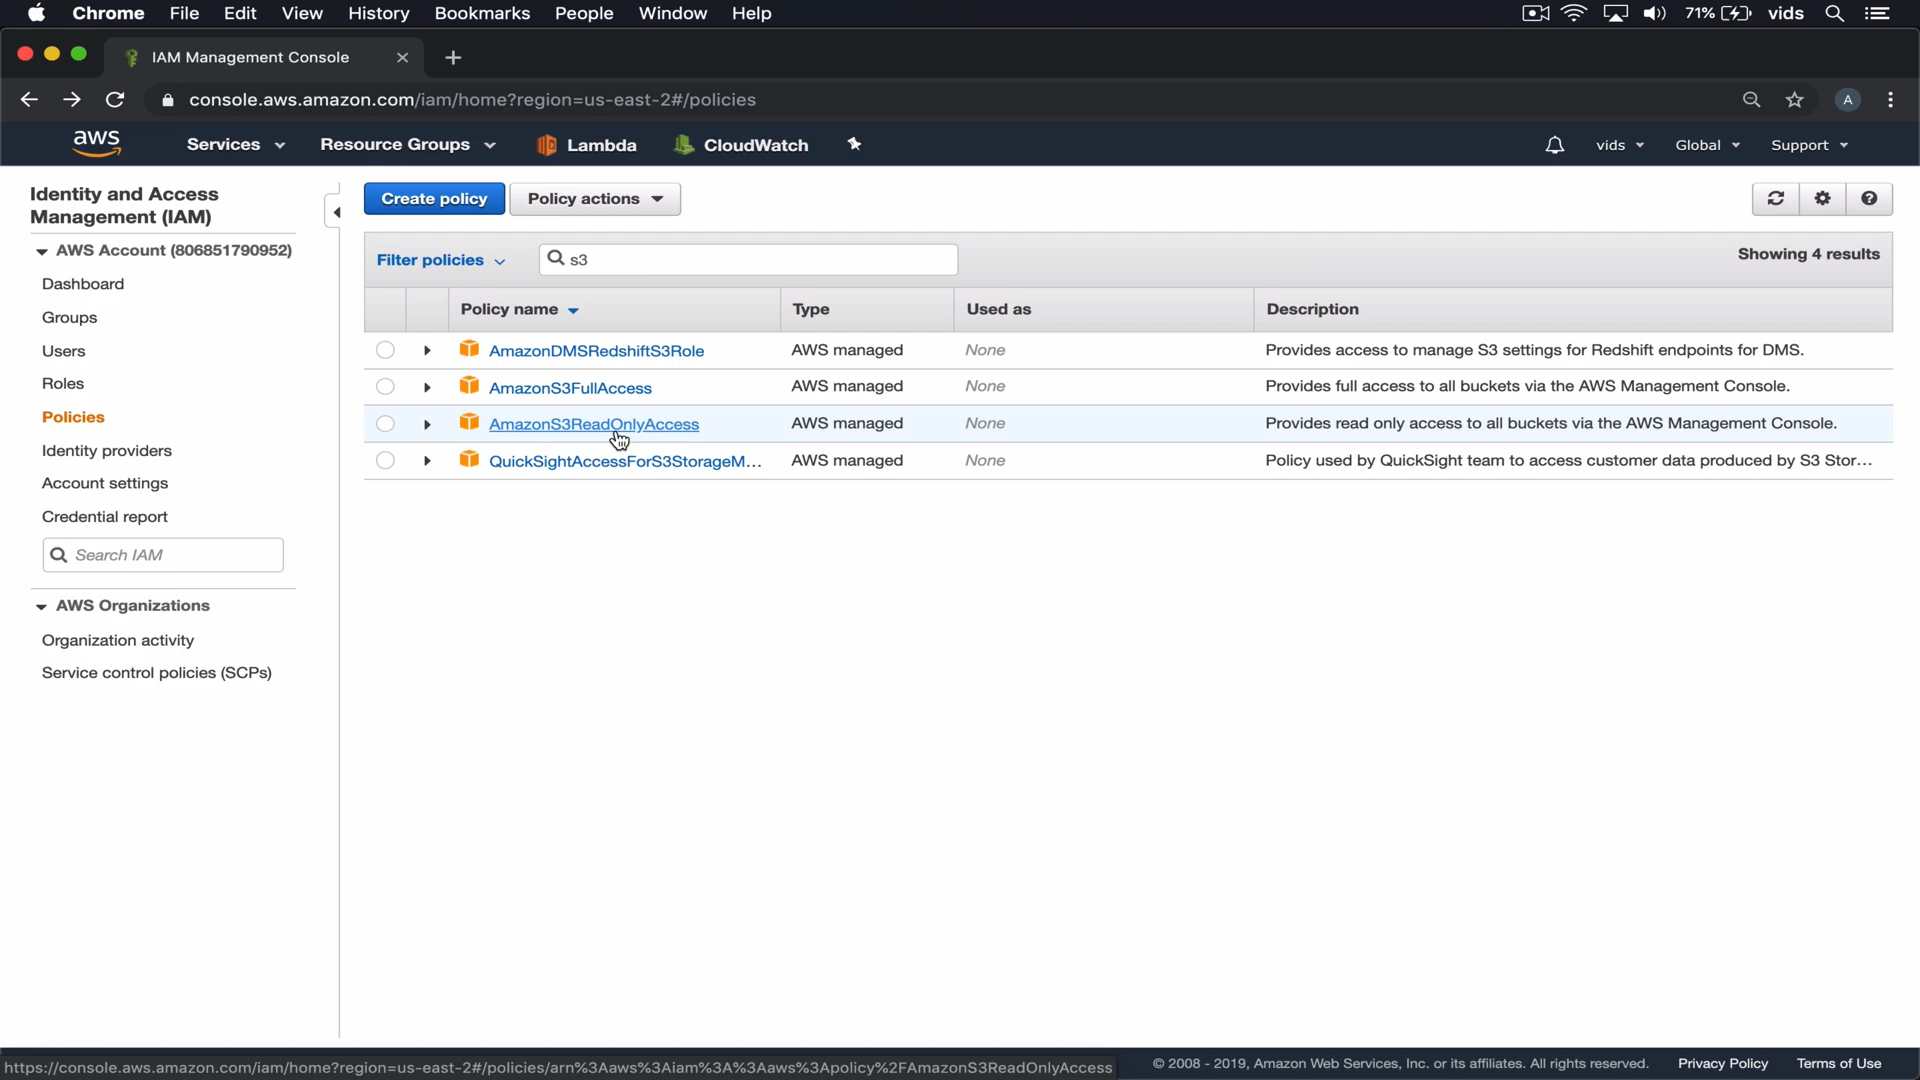 Chrome File Edit View History Bookmarks People Window Help 71% vids
IAM Management Console
console.aws.amazon.com/iam/home?region=us-east-2#/policies A
aws Services Resource Groups Lambda CloudWatch vids Global Support
Identity and Access
Management (IAM)
AWS Account (806851790952)
Dashboard
Groups
Users
Roles
Policies
Identity providers
Account settings
Credential report
Search IAM
AWS Organizations
Organization activity
Service control policies (SCPs)
Create policy Policy actions
Filter policies s3 Showing 4 results
Policy name Type Used as Description
AmazonDMSRedshiftS3Role AWS managed None Provides access to manage S3 settings for Redshift endpoints for DMS.
AmazonS3FullAccess AWS managed None Provides full access to all buckets via the AWS Management Console.
AmazonS3ReadOnlyAccess AWS managed None Provides read only access to all buckets via the AWS Management Console.
QuickSightAccessForS3StorageM... AWS managed None Policy used by QuickSight team to access customer data produced by S3 Stor...
https://console.aws.amazon.com/iam/home?region=us-east-2#/policies/arn%3Aaws%3Aiam%3A%3Aaws%3Apolicy%2FAmazonS3ReadOnlyAccess © 2008 - 2019, Amazon Web Services, Inc. or its affiliates. All rights reserved. Privacy Policy Terms of Use